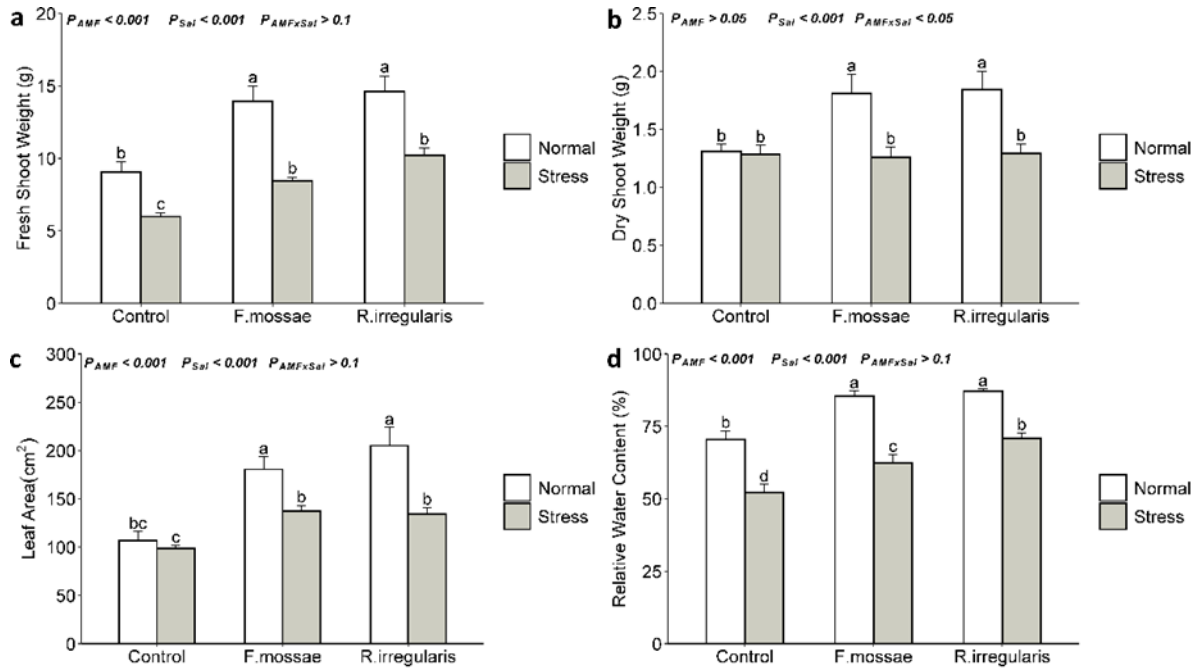 a
P_AMF < 0.001 P_Sal < 0.001 P_AMFxSal > 0.1
Fresh Shoot Weight (g)
20
15
10
5
0
b
c
a
b
a
b
Control F.mossae R.irregularis
Normal
Stress
b
P_AMF > 0.05 P_Sal < 0.001 P_AMFxSal < 0.05
Dry Shoot Weight (g)
2.5
2.0
1.5
1.0
0.5
0.0
b
b
a
b
a
b
Control F.mossae R.irregularis
Normal
Stress
c
P_AMF < 0.001 P_Sal < 0.001 P_AMFxSal > 0.1
Leaf Area(cm²)
300
250
200
150
100
50
0
bc
c
a
b
a
b
Control F.mossae R.irregularis
Normal
Stress
d
P_AMF < 0.001 P_Sal < 0.001 P_AMFxSal > 0.1
Relative Water Content (%)
100
75
50
25
0
b
d
a
c
a
b
Control F.mossae R.irregularis
Normal
Stress